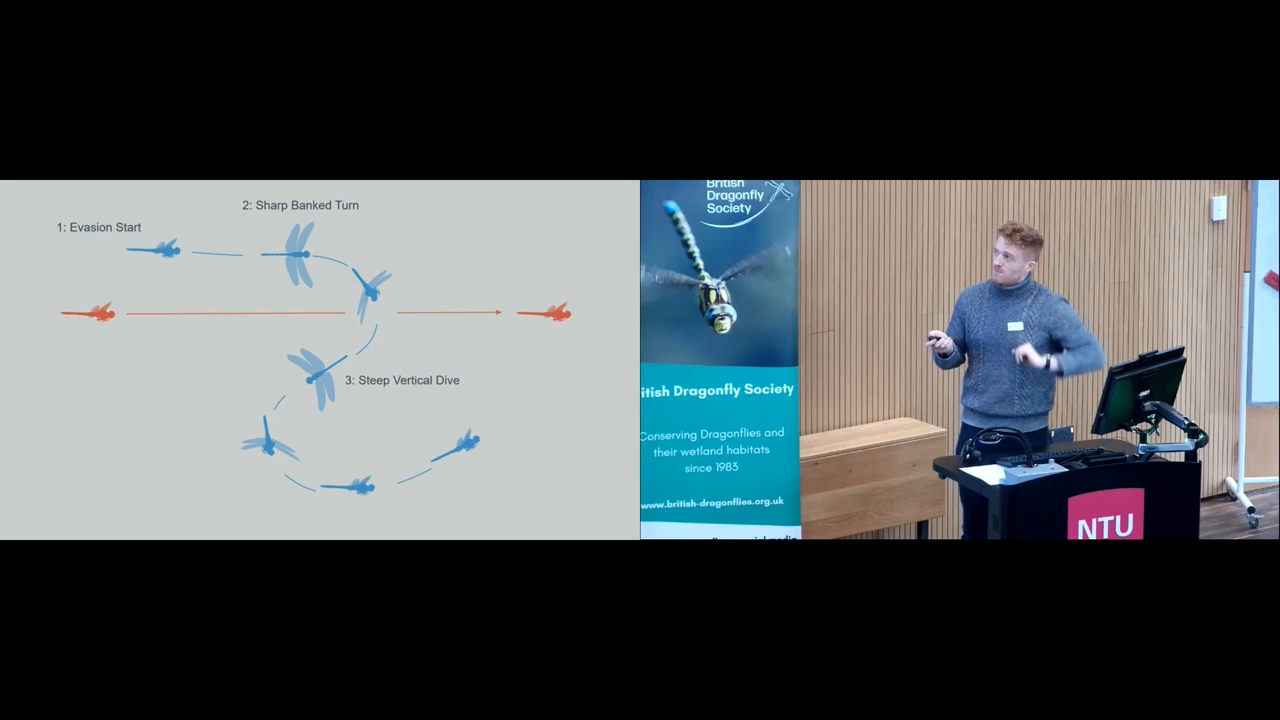 2: Sharp Banked Turn
1: Evasion Start
3: Steep Vertical Dive
British
Dragonfly
Society
itish Dragonfly Society
Conserving Dragonflies and
their wetland habitats
since 1983
www.british-dragonflies.org.uk
NTU